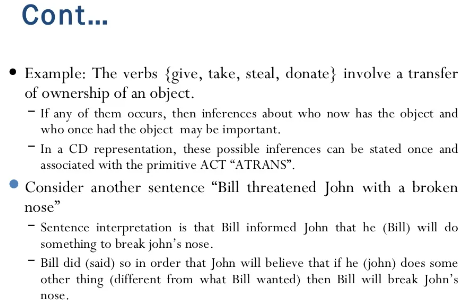 Cont...
• Example: The verbs {give, take, steal, donate} involve a transfer
of ownership of an object.
– If any of them occurs, then inferences about who now has the object and
who once had the object may be important.
– In a CD representation, these possible inferences can be stated once and
associated with the primitive ACT “ATRANS”.
• Consider another sentence “Bill threatened John with a broken
nose”
– Sentence interpretation is that Bill informed John that he (Bill) will do
something to break john’s nose.
– Bill did (said) so in order that John will believe that if he (john) does some
other thing (different from what Bill wanted) then Bill will break John’s
nose.